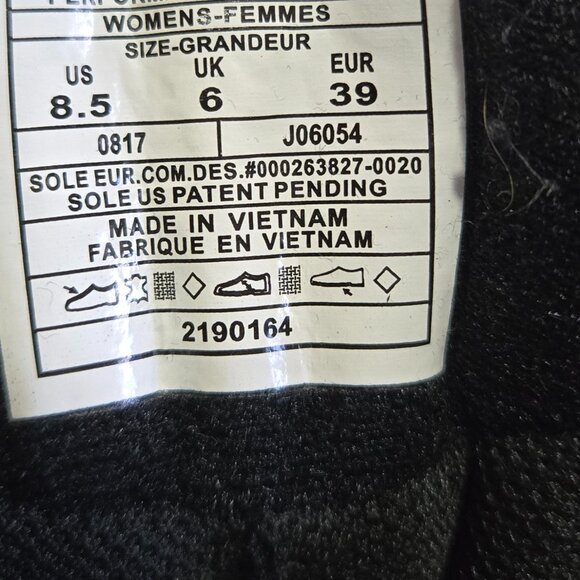 WOMENS-FEMMES
SIZE-GRANDEUR
US UK EUR
8.5 6 39
0817 J06054
SOLE EUR.COM.DES.#000263827-0020
SOLE US PATENT PENDING
MADE IN VIETNAM
FABRIQUE EN VIETNAM
2190164